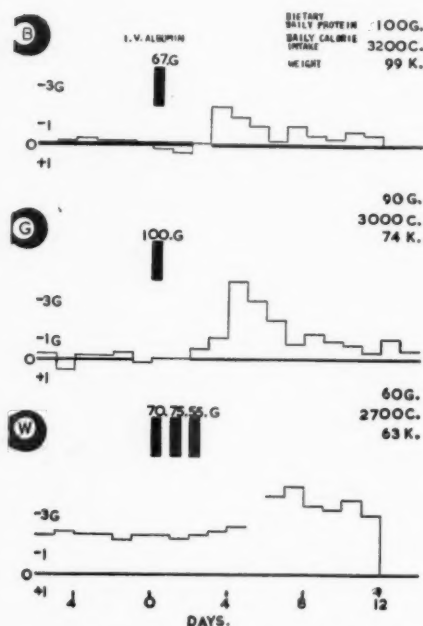 B
I.V. ALBUMIN
67.G
DIETARY
DAILY PROTEIN 100G.
DAILY CALORIE
INTAKE 3200C.
WEIGHT 99 K.
-3G
-1
0
+1
G
100.G
90G.
3000 C.
74 K.
-3G
-1G
0
+1
W
70.75.55.G
60G.
2700C.
63 K.
-3G
-1
0
+1
4 0 4 8 12
DAYS.